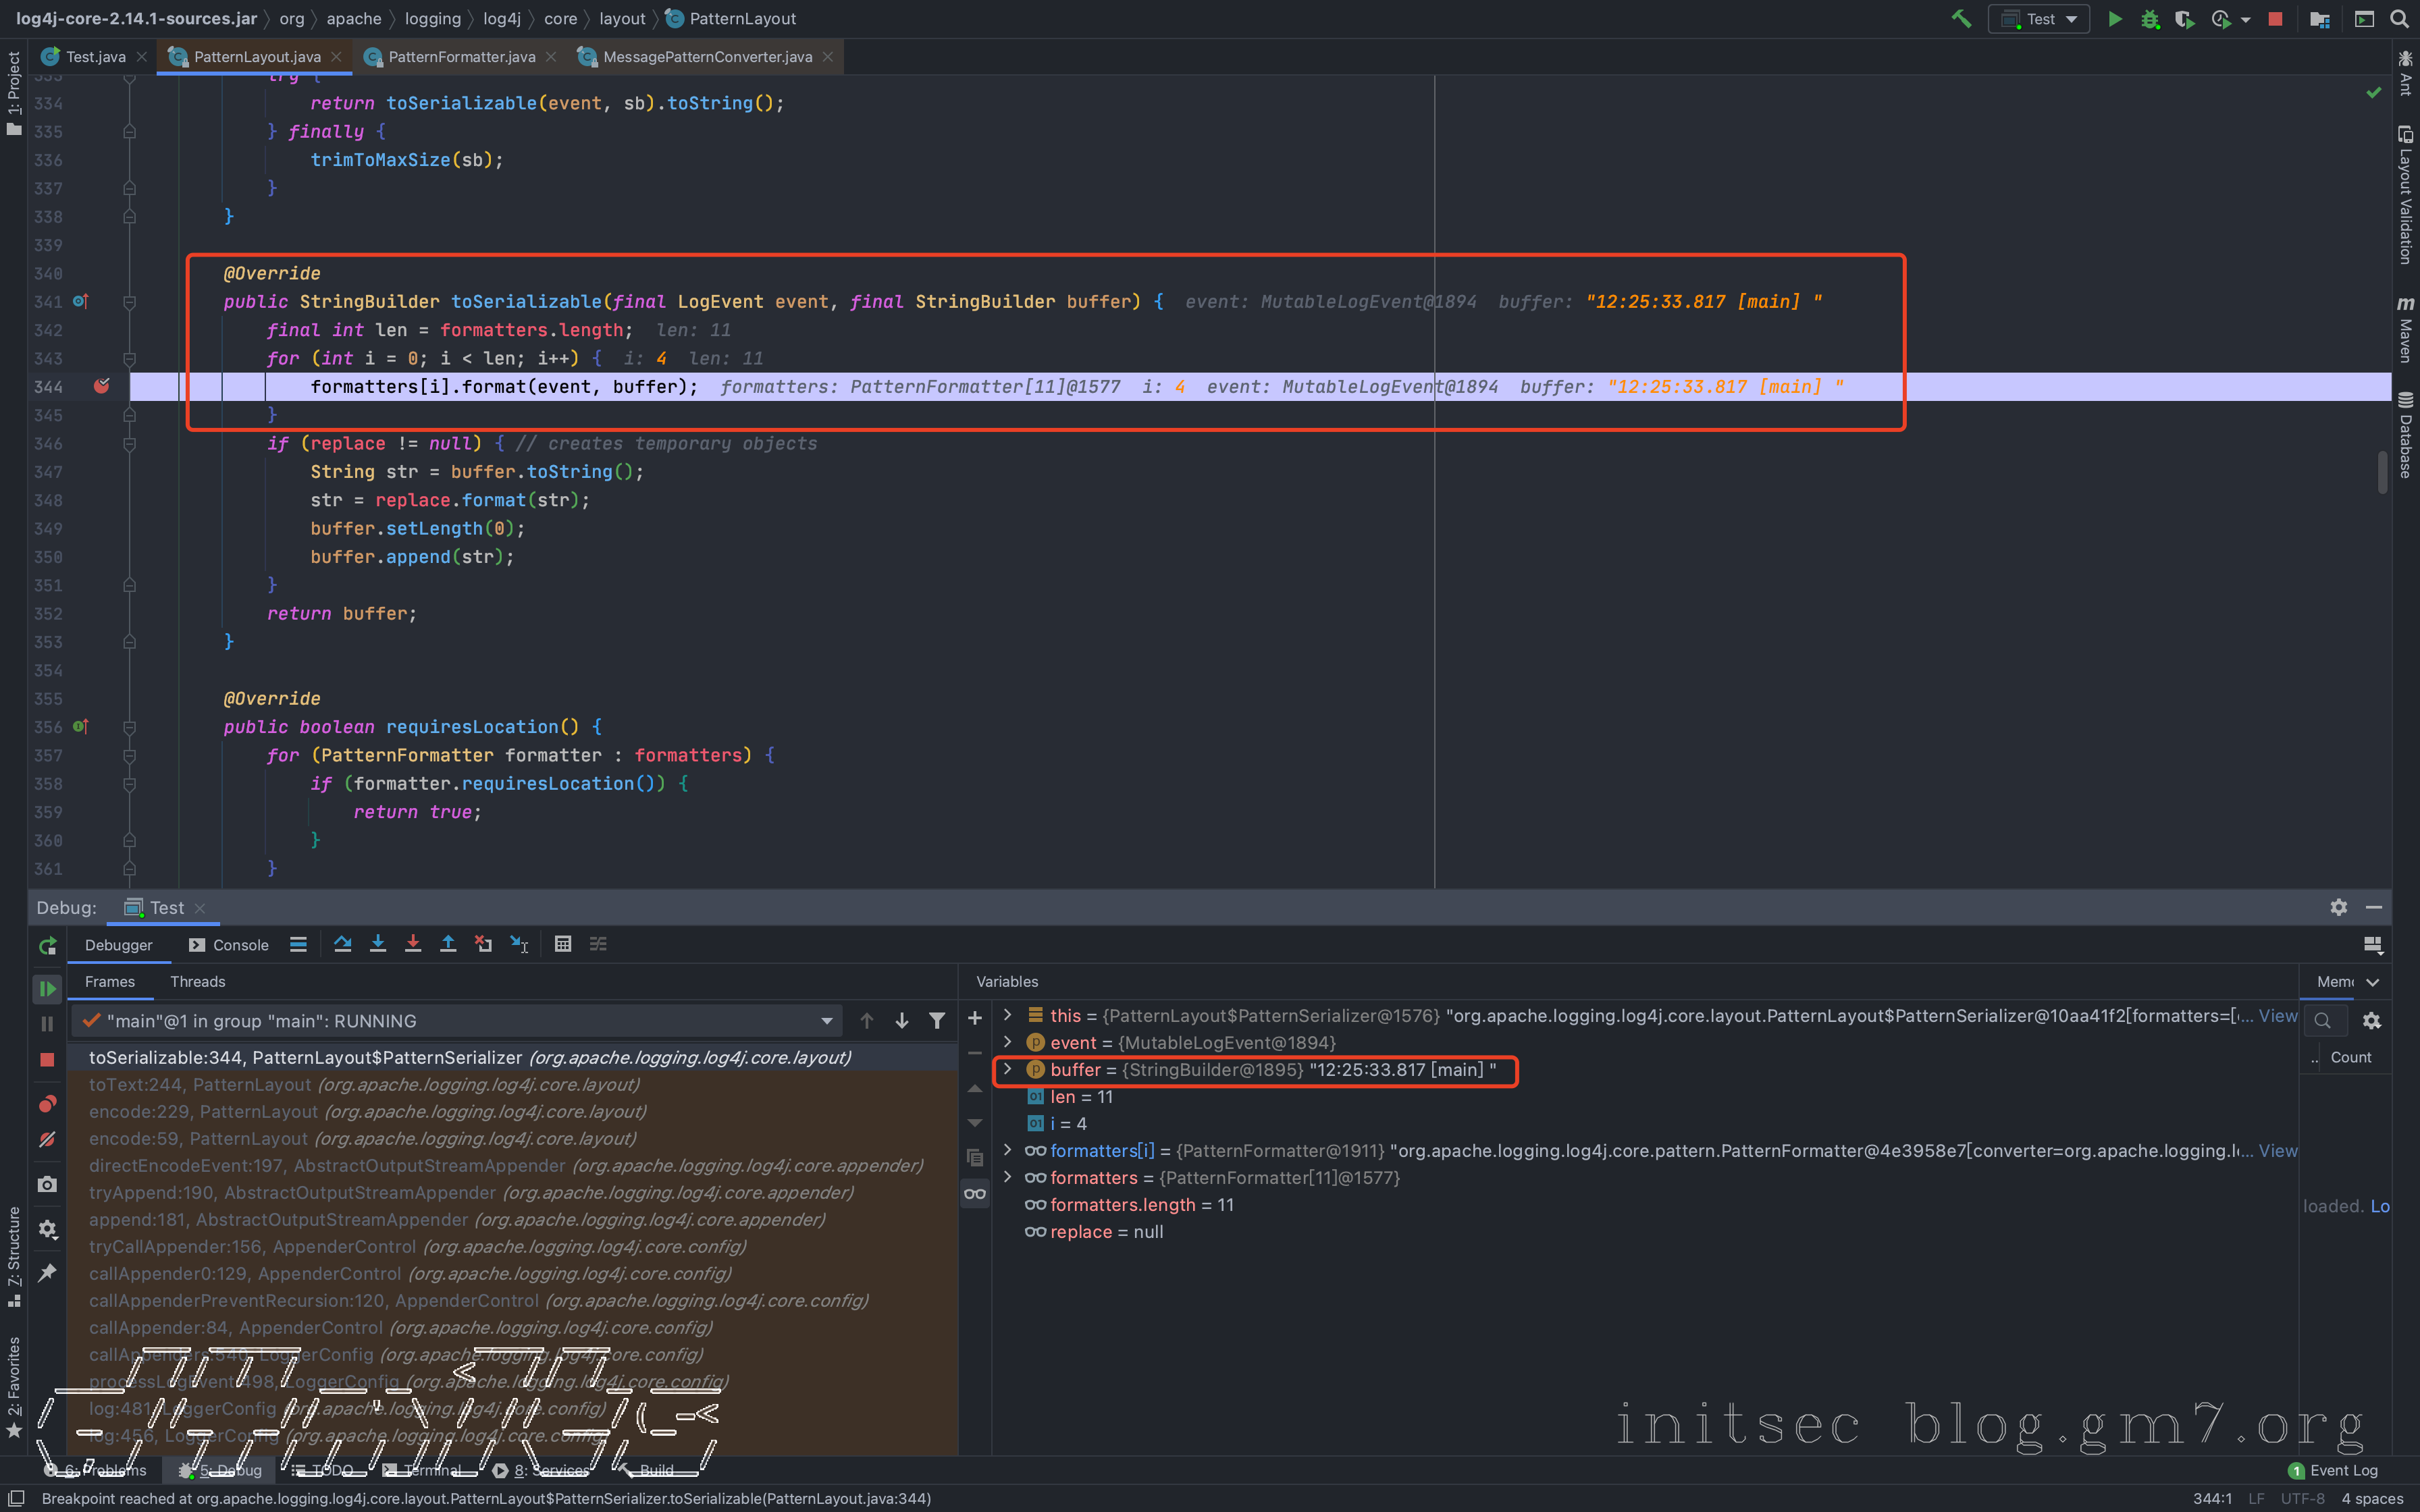 log4j-core-2.14.1-sources.jar 〉 org 〉 apache 〉 logging 〉 log4j 〉 core 〉 layout 〉 PatternLayout
Test
Test.java
PatternLayout.java
PatternFormatter.java
MessagePatternConverter.java
1: Project
Ant
Layout Validation
Maven
Database
333 try {
334 return toSerializable(event, sb).toString();
335 } finally {
336 trimToMaxSize(sb);
337 }
338 }
339
340 @Override
341 public StringBuilder toSerializable(final LogEvent event, final StringBuilder buffer) { event: MutableLogEvent@1894 buffer: "12:25:33.817 [main] "
342 final int len = formatters.length; len: 11
343 for (int i = 0; i < len; i++) { i: 4 len: 11
344 formatters[i].format(event, buffer); formatters: PatternFormatter[11]@1577 i: 4 event: MutableLogEvent@1894 buffer: "12:25:33.817 [main] "
345 }
346 if (replace != null) { // creates temporary objects
347 String str = buffer.toString();
348 str = replace.format(str);
349 buffer.setLength(0);
350 buffer.append(str);
351 }
352 return buffer;
353 }
354
355 @Override
356 public boolean requiresLocation() {
357 for (PatternFormatter formatter : formatters) {
358 if (formatter.requiresLocation()) {
359 return true;
360 }
361 }
Debug: Test
Debugger Console
Frames Threads
"main"@1 in group "main": RUNNING
toSerializable:344, PatternLayout$PatternSerializer (org.apache.logging.log4j.core.layout)
toText:244, PatternLayout (org.apache.logging.log4j.core.layout)
encode:229, PatternLayout (org.apache.logging.log4j.core.layout)
encode:59, PatternLayout (org.apache.logging.log4j.core.layout)
directEncodeEvent:197, AbstractOutputStreamAppender (org.apache.logging.log4j.core.appender)
tryAppend:190, AbstractOutputStreamAppender (org.apache.logging.log4j.core.appender)
append:181, AbstractOutputStreamAppender (org.apache.logging.log4j.core.appender)
tryCallAppender:156, AppenderControl (org.apache.logging.log4j.core.config)
callAppender0:129, AppenderControl (org.apache.logging.log4j.core.config)
callAppenderPreventRecursion:120, AppenderControl (org.apache.logging.log4j.core.config)
callAppender:84, AppenderControl (org.apache.logging.log4j.core.config)
callAppenders:540, LoggerConfig (org.apache.logging.log4j.core.config)
processLogEvent:498, LoggerConfig (org.apache.logging.log4j.core.config)
log:481, LoggerConfig (org.apache.logging.log4j.core.config)
log:456, LoggerConfig (org.apache.logging.log4j.core.config)
Variables
this = {PatternLayout$PatternSerializer@1576} "org.apache.logging.log4j.core.layout.PatternLayout$PatternSerializer@10aa41f2[formatters=[... View
event = {MutableLogEvent@1894}
buffer = {StringBuilder@1895} "12:25:33.817 [main] "
len = 11
i = 4
formatters[i] = {PatternFormatter@1911} "org.apache.logging.log4j.core.pattern.PatternFormatter@4e3958e7[converter=org.apache.logging.l... View
formatters = {PatternFormatter[11]@1577}
formatters.length = 11
replace = null
Mem
.. Count
loaded. Lo
7: Structure
2: Favorites
initsec blog.gm7.org
6: Problems 5: Debug TODO Terminal 8: Services Build
1 Event Log
Breakpoint reached at org.apache.logging.log4j.core.layout.PatternLayout$PatternSerializer.toSerializable(PatternLayout.java:344)
344:1 LF UTF-8 4 spaces